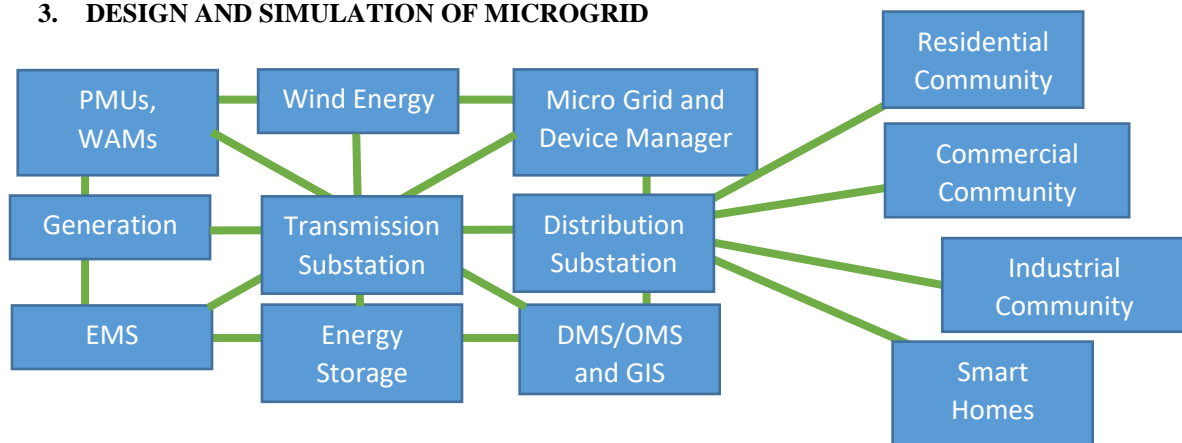 3. DESIGN AND SIMULATION OF MICROGRID
Residential
Community
PMUs,
WAMs
Wind Energy
Micro Grid and
Device Manager
Commercial
Community
Generation
Transmission
Substation
Distribution
Substation
Industrial
Community
EMS
Energy
Storage
DMS/OMS
and GIS
Smart
Homes